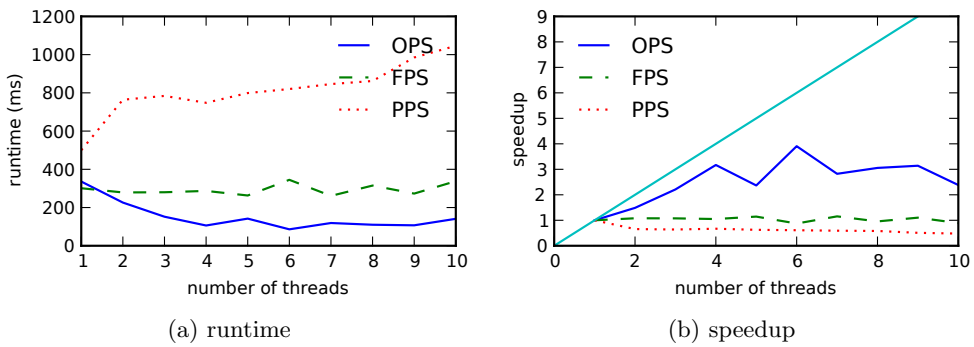 1200
1000
800
600
400
200
0
runtime (ms)
OPS
FPS
PPS
1 2 3 4 5 6 7 8 9 10
number of threads
(a) runtime
9
8
7
6
5
4
3
2
1
0
speedup
OPS
FPS
PPS
0 2 4 6 8 10
number of threads
(b) speedup